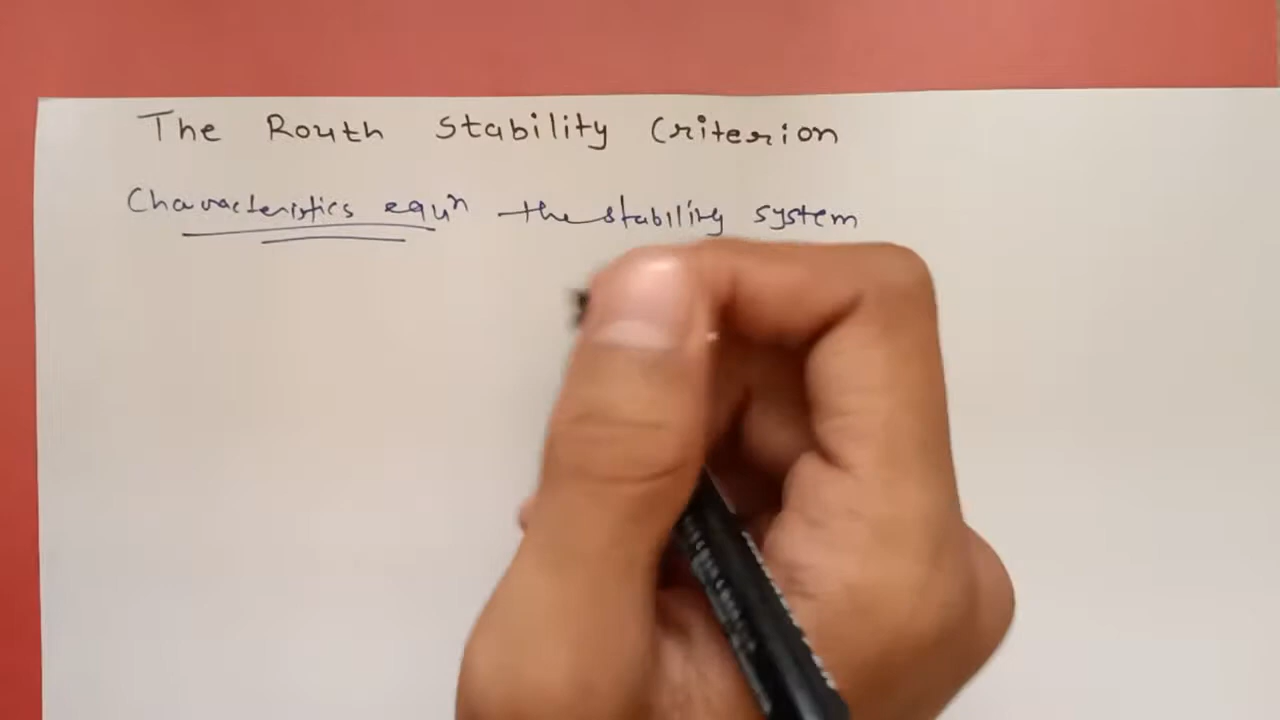 The Routh Stability Criterion
Characteristics equⁿ the stability system